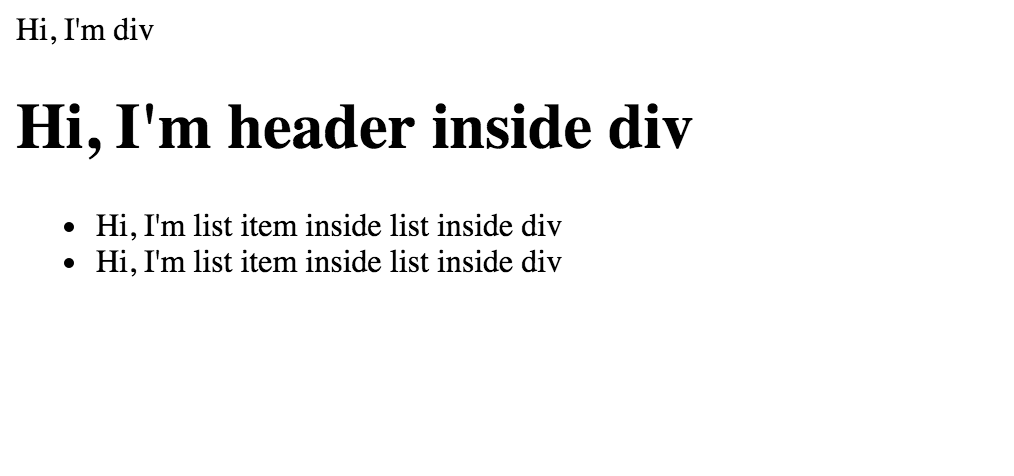 Hi, I'm div
Hi, I'm header inside div
Hi, I'm list item inside list inside div
Hi, I'm list item inside list inside div